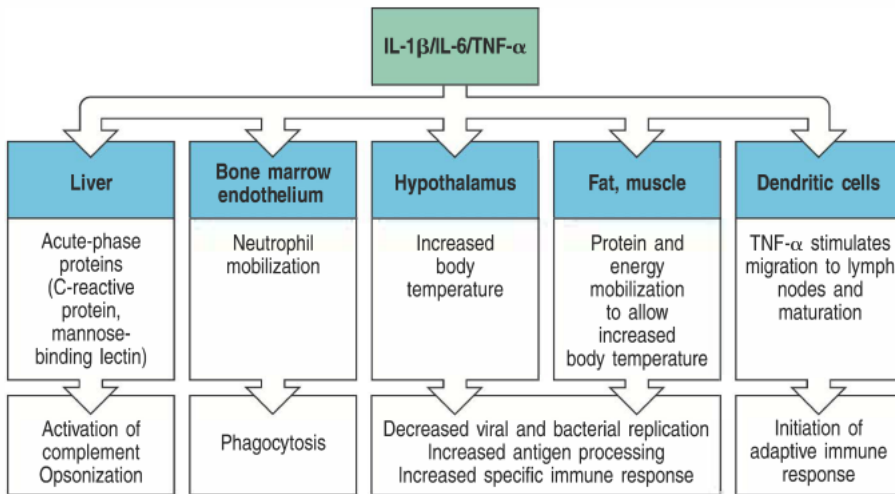 IL-1β/IL-6/TNF-α
Liver
Bone marrow
endothelium
Hypothalamus
Fat, muscle
Dendritic cells
Acute-phase
proteins
(C-reactive
protein,
mannose-
binding lectin)
Neutrophil
mobilization
Increased
body
temperature
Protein and
energy
mobilization
to allow
increased
body temperature
TNF-α stimulates
migration to lymph
nodes and
maturation
Activation of
complement
Opsonization
Phagocytosis
Decreased viral and bacterial replication
Increased antigen processing
Increased specific immune response
Initiation of
adaptive immune
response